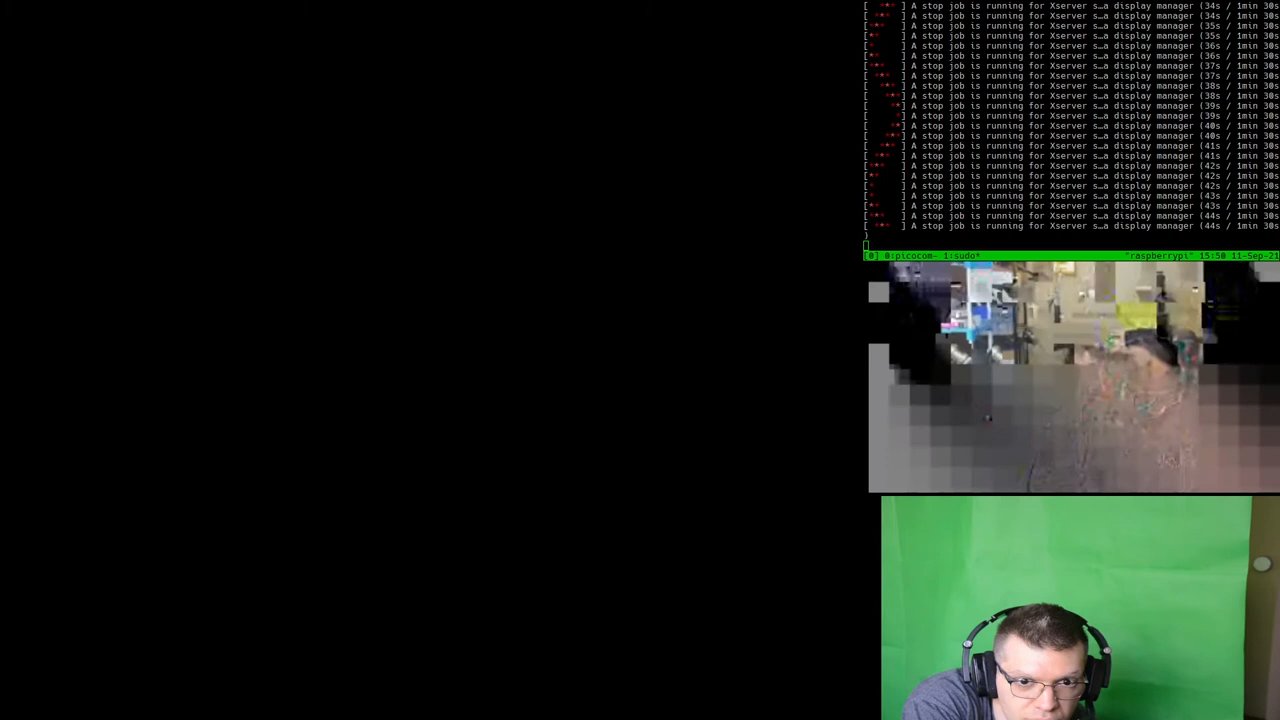 [  *** ] A stop job is running for Xserver s…a display manager (34s / 1min 30s
[ ***  ] A stop job is running for Xserver s…a display manager (34s / 1min 30s
[***   ] A stop job is running for Xserver s…a display manager (35s / 1min 30s
[**    ] A stop job is running for Xserver s…a display manager (35s / 1min 30s
[*     ] A stop job is running for Xserver s…a display manager (36s / 1min 30s
[**    ] A stop job is running for Xserver s…a display manager (36s / 1min 30s
[***   ] A stop job is running for Xserver s…a display manager (37s / 1min 30s
[ ***  ] A stop job is running for Xserver s…a display manager (37s / 1min 30s
[  *** ] A stop job is running for Xserver s…a display manager (38s / 1min 30s
[   ***] A stop job is running for Xserver s…a display manager (38s / 1min 30s
[    **] A stop job is running for Xserver s…a display manager (39s / 1min 30s
[     *] A stop job is running for Xserver s…a display manager (39s / 1min 30s
[    **] A stop job is running for Xserver s…a display manager (40s / 1min 30s
[   ***] A stop job is running for Xserver s…a display manager (40s / 1min 30s
[  *** ] A stop job is running for Xserver s…a display manager (41s / 1min 30s
[ ***  ] A stop job is running for Xserver s…a display manager (41s / 1min 30s
[***   ] A stop job is running for Xserver s…a display manager (42s / 1min 30s
[**    ] A stop job is running for Xserver s…a display manager (42s / 1min 30s
[*     ] A stop job is running for Xserver s…a display manager (42s / 1min 30s
[*     ] A stop job is running for Xserver s…a display manager (43s / 1min 30s
[**    ] A stop job is running for Xserver s…a display manager (43s / 1min 30s
[***   ] A stop job is running for Xserver s…a display manager (44s / 1min 30s
[ ***  ] A stop job is running for Xserver s…a display manager (44s / 1min 30s
)
[0] 0:picocom- 1:sudo* "raspberrypi" 15:50 11-Sep-21